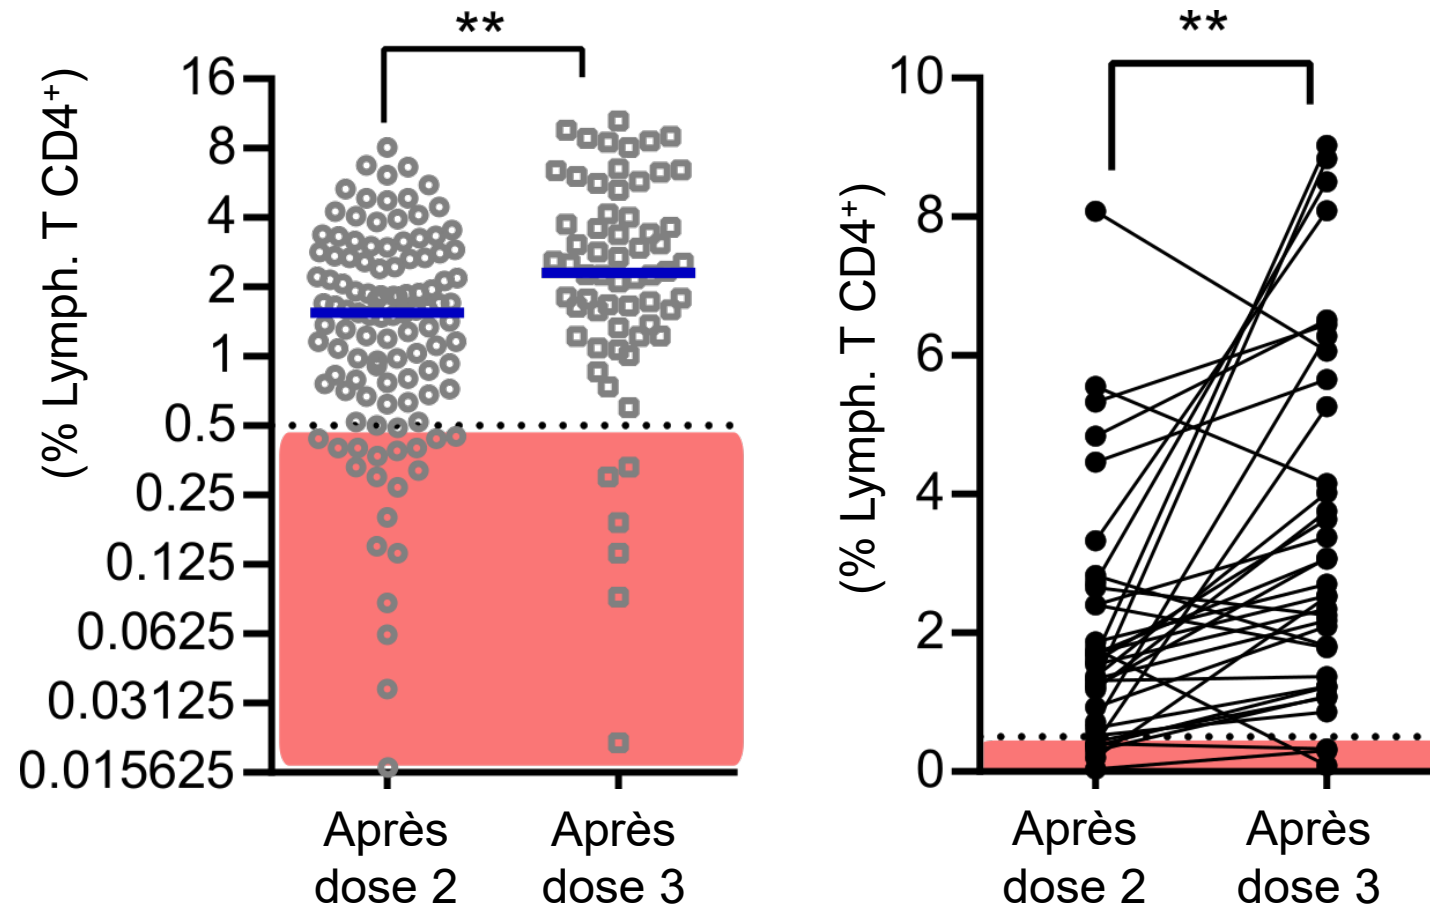 **
(% Lymph. T CD4⁺)
16
8
4
2
1
0.5
0.25
0.125
0.0625
0.03125
0.015625
Après
dose 2
Après
dose 3
**
(% Lymph. T CD4⁺)
10
8
6
4
2
0
Après
dose 2
Après
dose 3